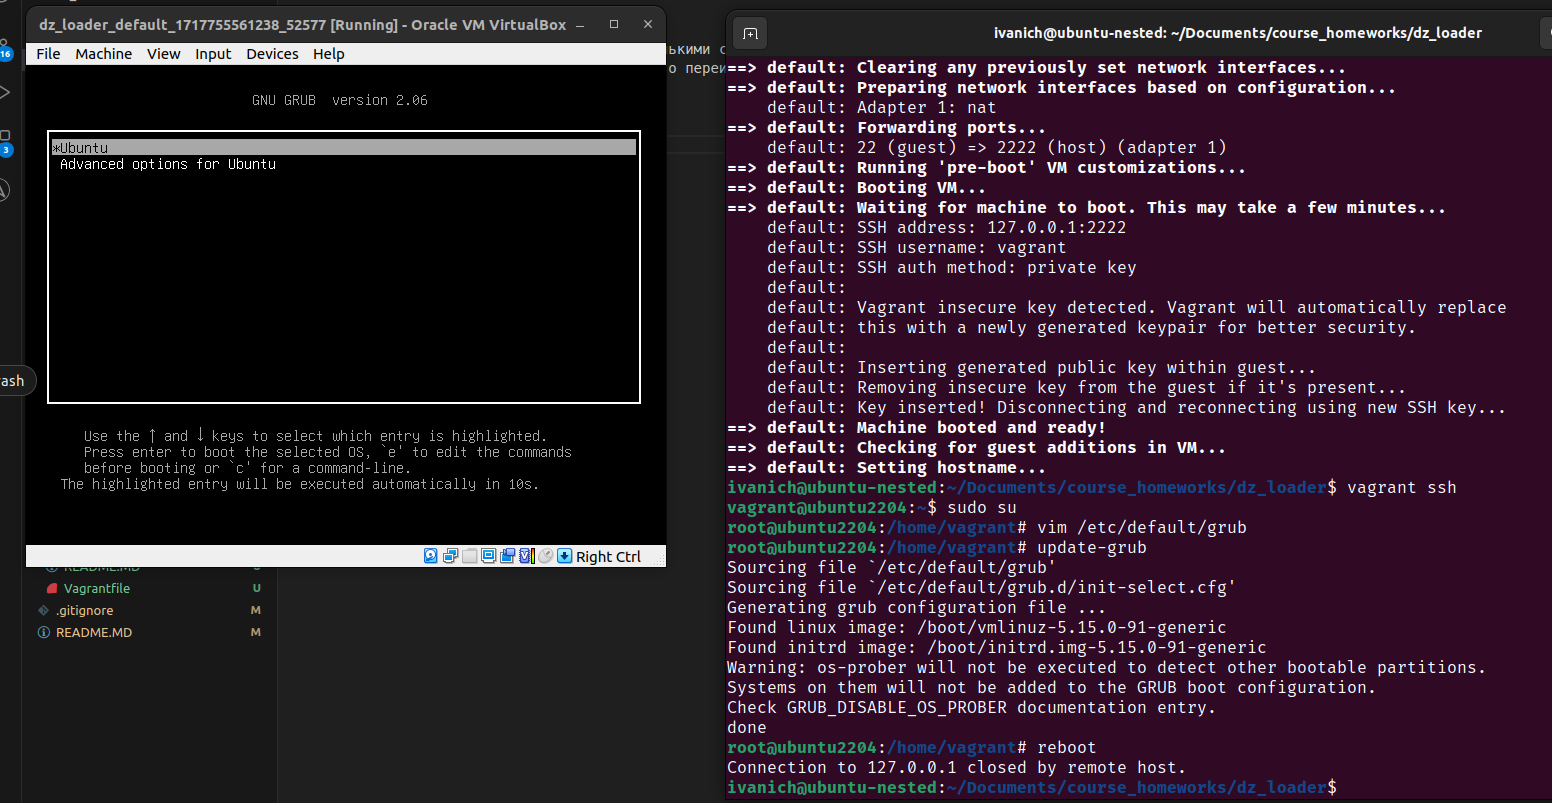 dz_loader_default_1717755561238_52577 [Running] - Oracle VM VirtualBox
File Machine View Input Devices Help
GNU GRUB version 2.06
*Ubuntu
Advanced options for Ubuntu
Use the ↑ and ↓ keys to select which entry is highlighted.
Press enter to boot the selected OS, `e' to edit the commands
before booting or `c' for a command-line.
The highlighted entry will be executed automatically in 10s.
Right Ctrl
16
3
ash
ькими с
о переи
README.MD
Vagrantfile U
.gitignore M
README.MD M
ivanich@ubuntu-nested: ~/Documents/course_homeworks/dz_loader
==> default: Clearing any previously set network interfaces...
==> default: Preparing network interfaces based on configuration...
default: Adapter 1: nat
==> default: Forwarding ports...
default: 22 (guest) => 2222 (host) (adapter 1)
==> default: Running 'pre-boot' VM customizations...
==> default: Booting VM...
==> default: Waiting for machine to boot. This may take a few minutes...
default: SSH address: 127.0.0.1:2222
default: SSH username: vagrant
default: SSH auth method: private key
default:
default: Vagrant insecure key detected. Vagrant will automatically replace
default: this with a newly generated keypair for better security.
default:
default: Inserting generated public key within guest...
default: Removing insecure key from the guest if it's present...
default: Key inserted! Disconnecting and reconnecting using new SSH key...
==> default: Machine booted and ready!
==> default: Checking for guest additions in VM...
==> default: Setting hostname...
ivanich@ubuntu-nested:~/Documents/course_homeworks/dz_loader$ vagrant ssh
vagrant@ubuntu2204:~$ sudo su
root@ubuntu2204:/home/vagrant# vim /etc/default/grub
root@ubuntu2204:/home/vagrant# update-grub
Sourcing file `/etc/default/grub'
Sourcing file `/etc/default/grub.d/init-select.cfg'
Generating grub configuration file ...
Found linux image: /boot/vmlinuz-5.15.0-91-generic
Found initrd image: /boot/initrd.img-5.15.0-91-generic
Warning: os-prober will not be executed to detect other bootable partitions.
Systems on them will not be added to the GRUB boot configuration.
Check GRUB_DISABLE_OS_PROBER documentation entry.
done
root@ubuntu2204:/home/vagrant# reboot
Connection to 127.0.0.1 closed by remote host.
ivanich@ubuntu-nested:~/Documents/course_homeworks/dz_loader$